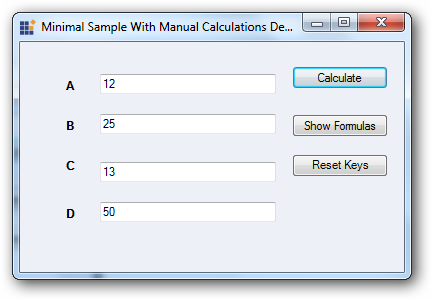 Minimal Sample With Manual Calculations De...
A 12 Calculate
B 25 Show Formulas
C 13 Reset Keys
D 50